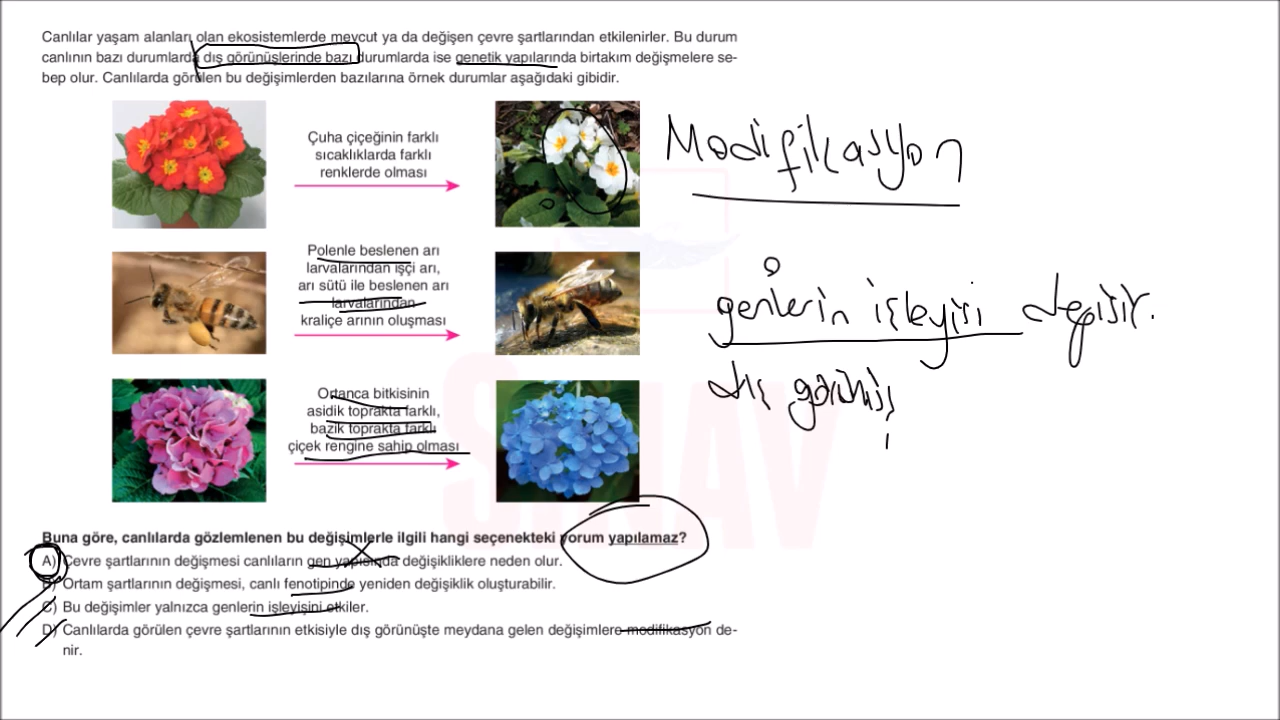 Canlılar yaşam alanları olan ekosistemlerde mevcut ya da değişen çevre şartlarından etkilenirler. Bu durum
canlının bazı durumlarda dış görünüşlerinde bazı durumlarda ise genetik yapılarında birtakım değişmelere se-
bep olur. Canlılarda görülen bu değişimlerden bazılarına örnek durumlar aşağıdaki gibidir.
Çuha çiçeğinin farklı
sıcaklıklarda farklı
renklerde olması
Modifikasyon
Polenle beslenen arı
larvalarından işçi arı,
arı sütü ile beslenen arı
larvalarından
kraliçe arının oluşması
genlerin işleyişi değişir.
dış görünüş
Ortanca bitkisinin
asidik toprakta farklı,
bazik toprakta farklı
çiçek rengine sahip olması
SINAV
Buna göre, canlılarda gözlemlenen bu değişimlerle ilgili hangi seçenekteki yorum yapılamaz?
A) Çevre şartlarının değişmesi canlıların gen yapısında değişikliklere neden olur.
B) Ortam şartlarının değişmesi, canlı fenotipinde yeniden değişiklik oluşturabilir.
C) Bu değişimler yalnızca genlerin işleyişini etkiler.
D) Canlılarda görülen çevre şartlarının etkisiyle dış görünüşte meydana gelen değişimlere modifikasyon de-
nir.